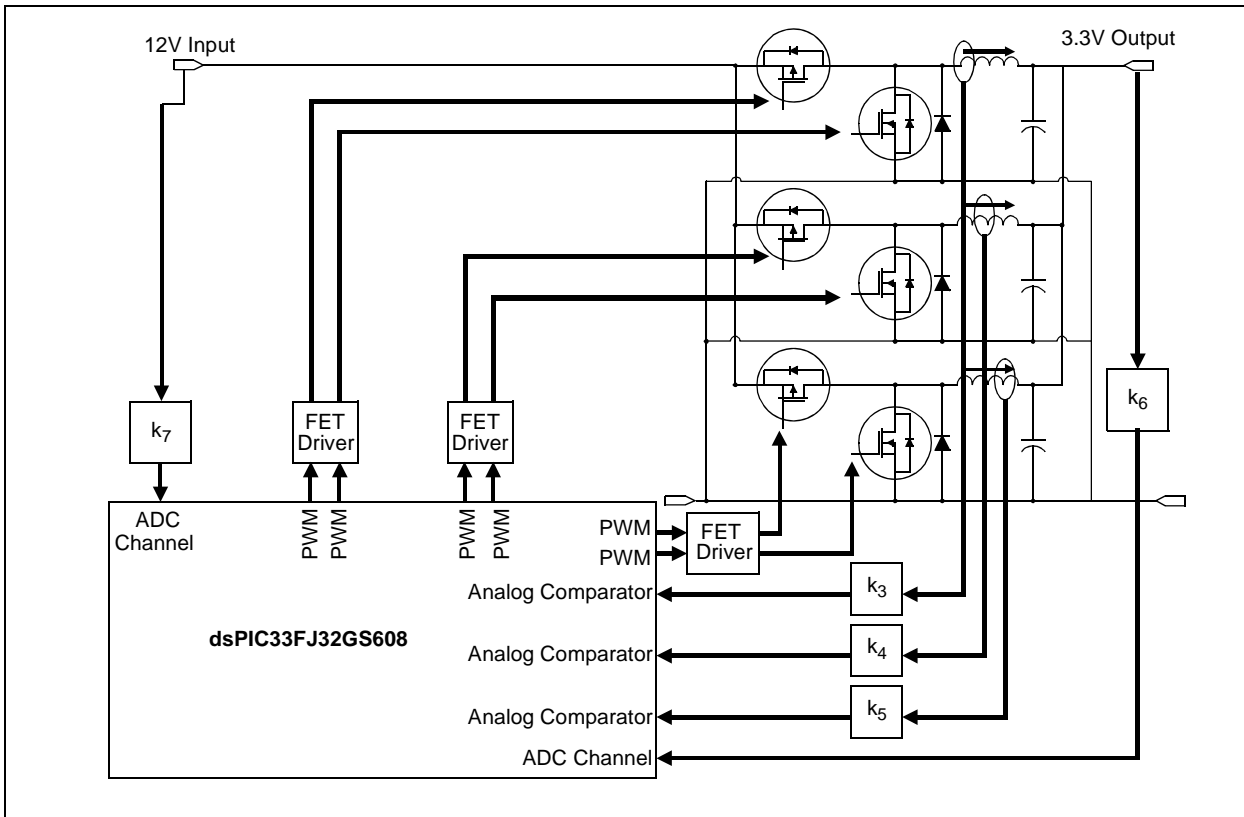 12V Input
3.3V Output
k7
FET
Driver
FET
Driver
k6
ADC
Channel
PWM
PWM
PWM
PWM
PWM
PWM
FET
Driver
Analog Comparator
k3
dsPIC33FJ32GS608
Analog Comparator
k4
Analog Comparator
k5
ADC Channel